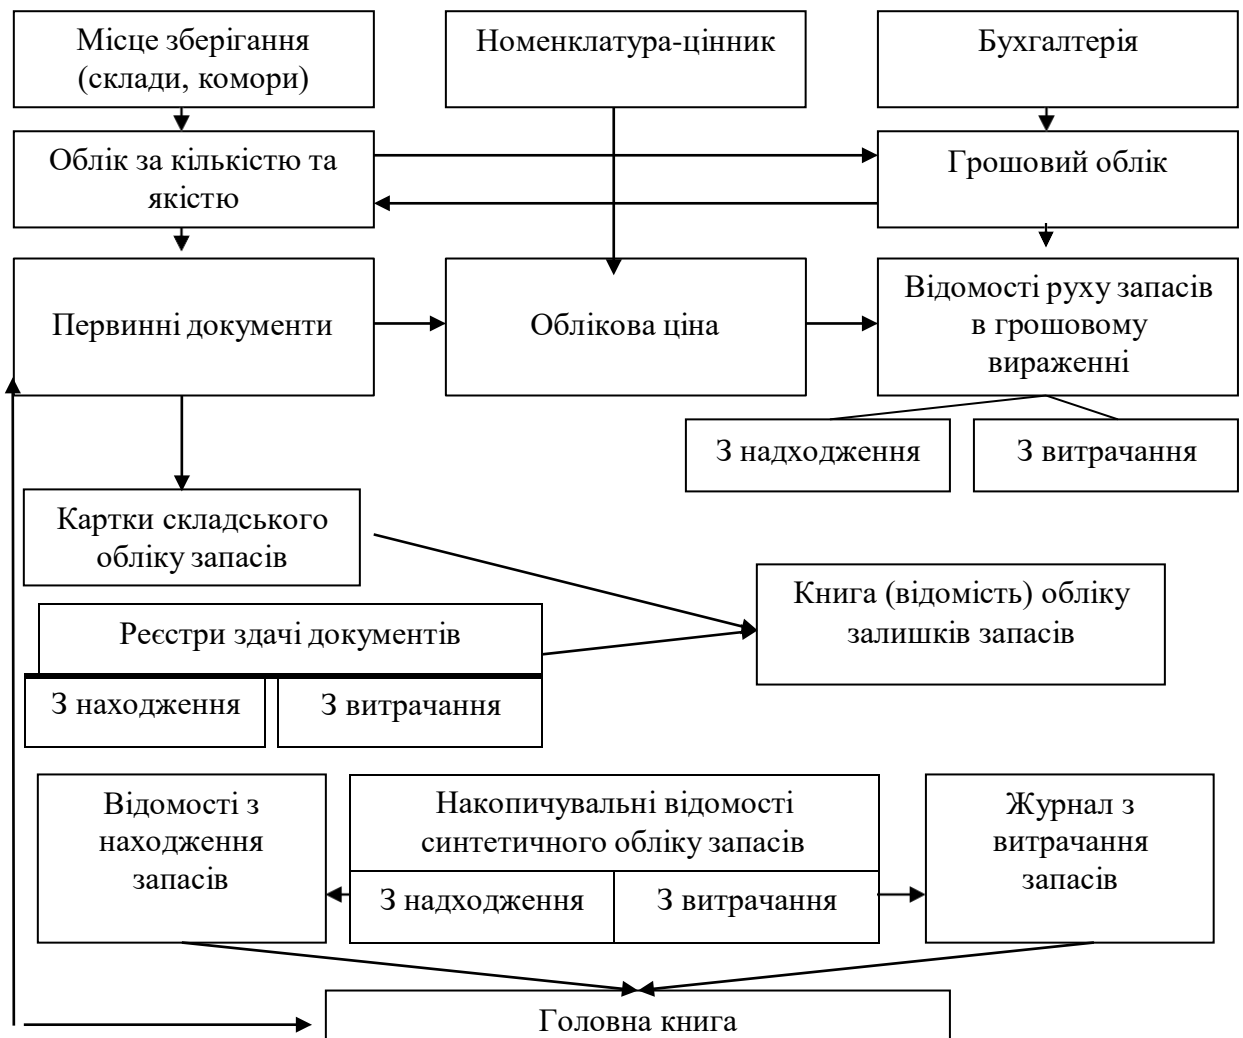 Місце зберігання
(склади, комори)
Номенклатура-цінник
Бухгалтерія
Облік за кількістю та
якістю
Грошовий облік
Первинні документи
Облікова ціна
Відомості руху запасів
в грошовому
вираженні
З надходження
З витрачання
Картки складського
обліку запасів
Книга (відомість) обліку
залишків запасів
Реєстри здачі документів
З находження
З витрачання
Відомості з
находження
запасів
Накопичувальні відомості
синтетичного обліку запасів
З надходження
З витрачання
Журнал з
витрачання
запасів
Головна книга